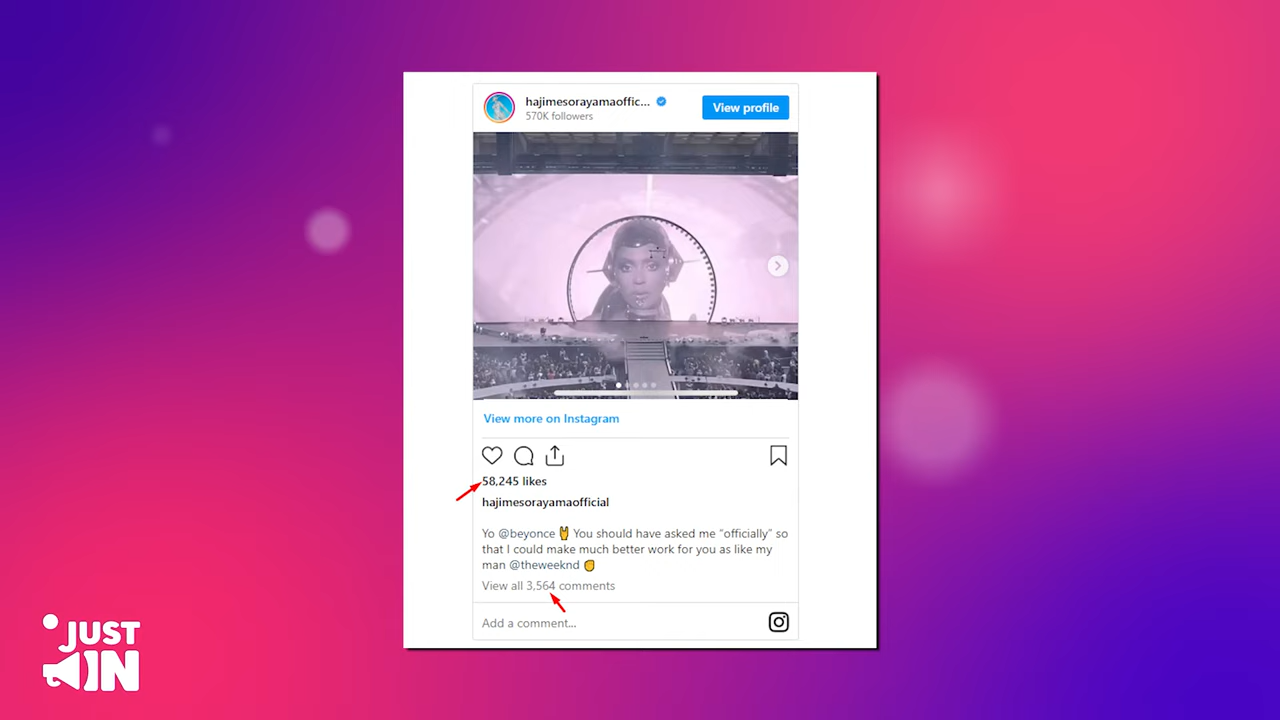 hajimesorayamaoffic...
570K followers
View profile
View more on Instagram
58,245 likes
hajimesorayamaofficial
Yo @beyonce 🤘 You should have asked me “officially” so
that I could make much better work for you as like my
man @theweeknd ✊
View all 3,564 comments
Add a comment...
JUST
IN